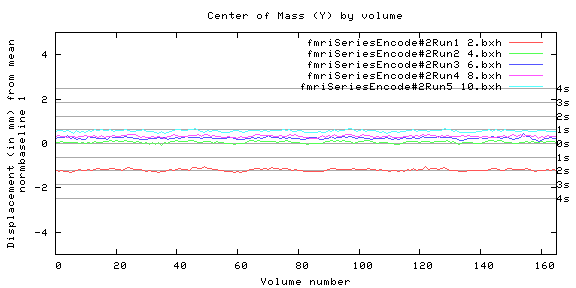 Center of Mass (Y) by volume
Displacement (in mm) from mean
normbaseline 1
fmriSeriesEncode#2Run1 2.bxh
fmriSeriesEncode#2Run2 4.bxh
fmriSeriesEncode#2Run3 6.bxh
fmriSeriesEncode#2Run4 8.bxh
fmriSeriesEncode#2Run5 10.bxh
4
2
0
-2
-4
4s
3s
2s
1s
1s
2s
3s
4s
0 20 40 60 80 100 120 140 160
Volume number